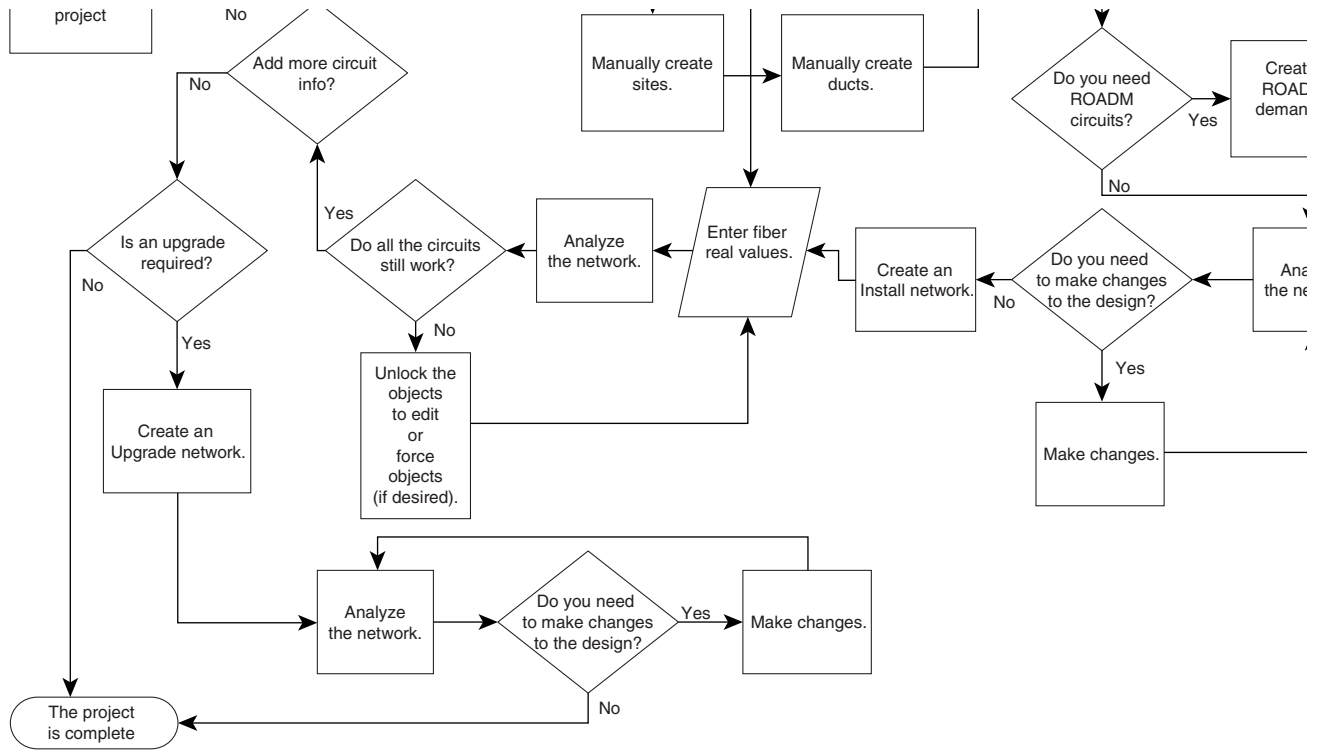 project
No
Add more circuit
info?
No
Manually create
sites.
Manually create
ducts.
Do you need
ROADM
circuits?
Yes
No
Is an upgrade
required?
No
Yes
Yes
Do all the circuits
still work?
No
Analyze
the network.
Enter fiber
real values.
Create an
Install network.
No
Do you need
to make changes
to the design?
Yes
Create an
Upgrade network.
Unlock the
objects
to edit
or
force
objects
(if desired).
Make changes.
Analyze
the network.
Do you need
to make changes
to the design?
Yes
Make changes.
No
The project
is complete